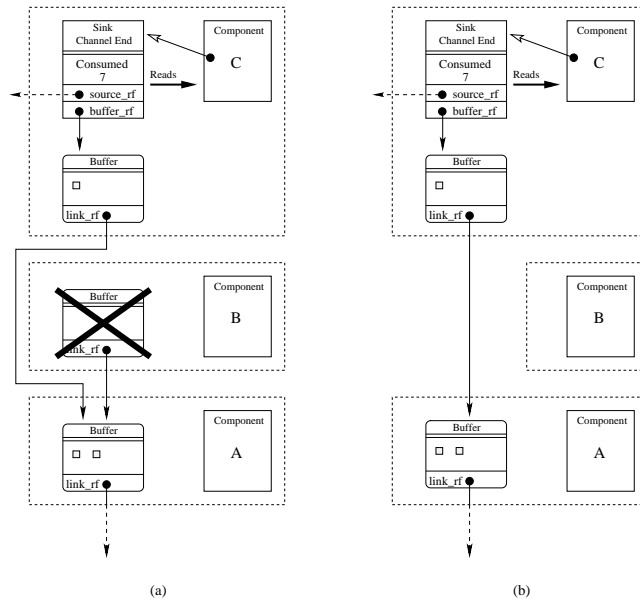 Sink
Channel End
Consumed
7
source_rf
buffer_rf
Reads
Component
C
Buffer
link_rf
Buffer
link_rf
Component
B
Buffer
link_rf
Component
A
(a)
Sink
Channel End
Consumed
7
source_rf
buffer_rf
Reads
Component
C
Buffer
link_rf
Component
B
Buffer
link_rf
Component
A
(b)